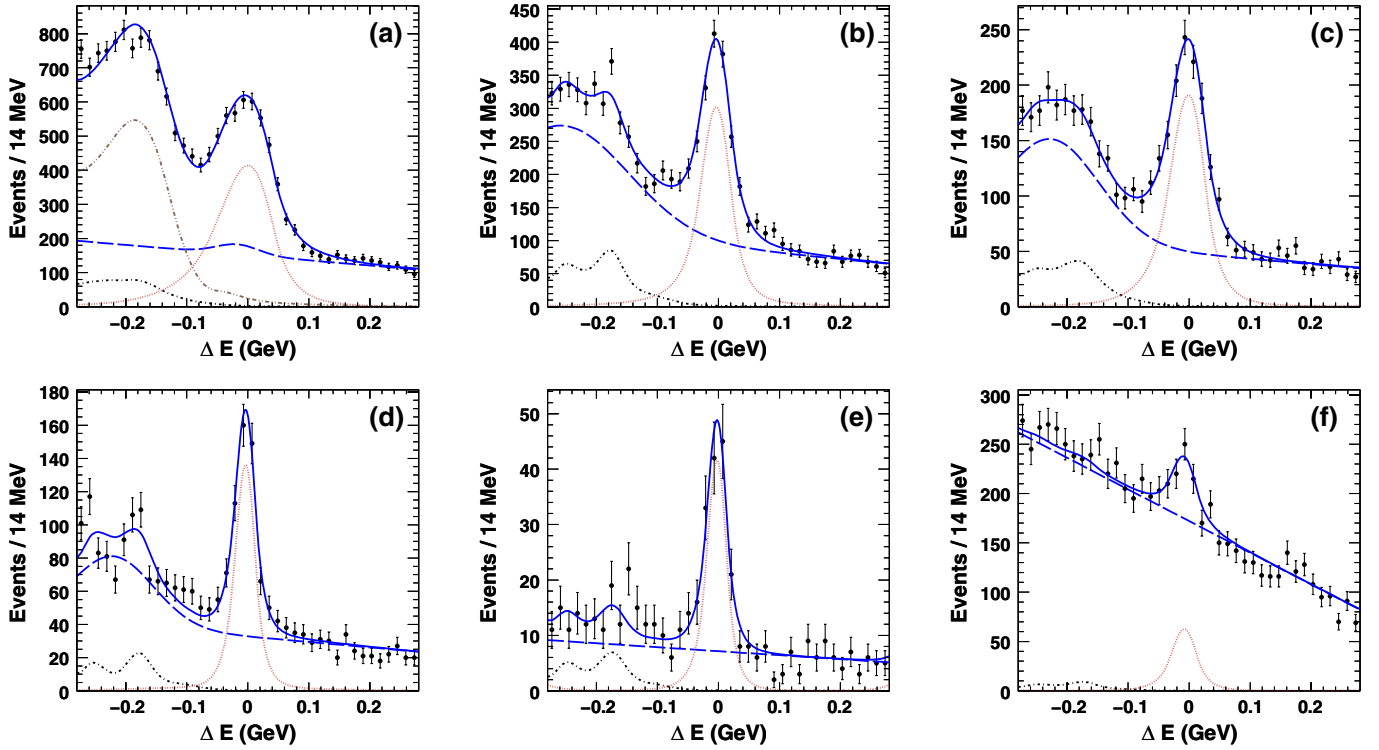 (a) (b) (c)
Events / 14 MeV Events / 14 MeV Events / 14 MeV
800 450 250
700 400 200
600 350 150
500 300 100
400 250 50
300 200 0
200 150
100 100
0 50
0
−0.2 −0.1 0 0.1 0.2 −0.2 −0.1 0 0.1 0.2 −0.2 −0.1 0 0.1 0.2
Δ E (GeV) Δ E (GeV) Δ E (GeV)
(d) (e) (f)
Events / 14 MeV Events / 14 MeV Events / 14 MeV
180 50 300
160 40 250
140 30 200
120 20 150
100 10 100
80 0 50
60 0
40
20
0
−0.2 −0.1 0 0.1 0.2 −0.2 −0.1 0 0.1 0.2 −0.2 −0.1 0 0.1 0.2
Δ E (GeV) Δ E (GeV) Δ E (GeV)